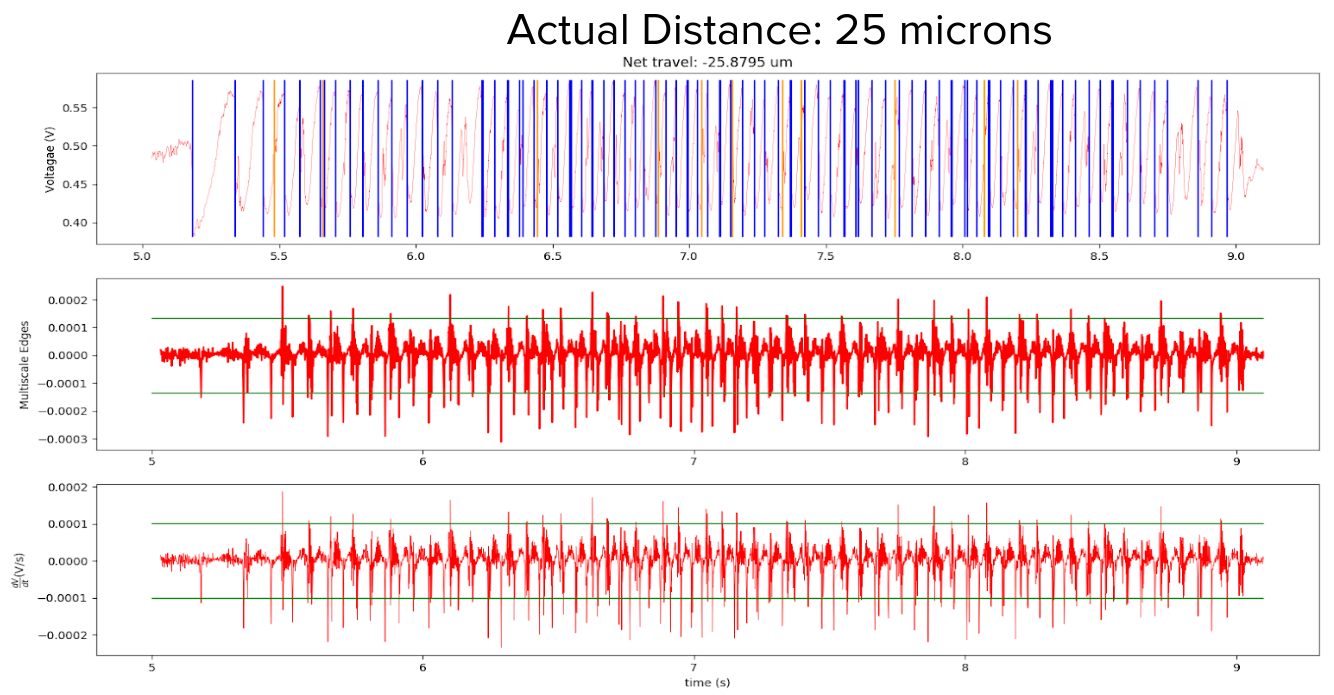 Actual Distance: 25 microns
Net travel: -25.8795 um
Voltagae (V)
0.55
0.50
0.45
0.40
5.0 5.5 6.0 6.5 7.0 7.5 8.0 8.5 9.0
Multiscale Edges
0.0002
0.0001
0.0000
−0.0001
−0.0002
−0.0003
5 6 7 8 9
dV/dt (V/s)
0.0002
0.0001
0.0000
−0.0001
−0.0002
5 6 7 8 9
time (s)